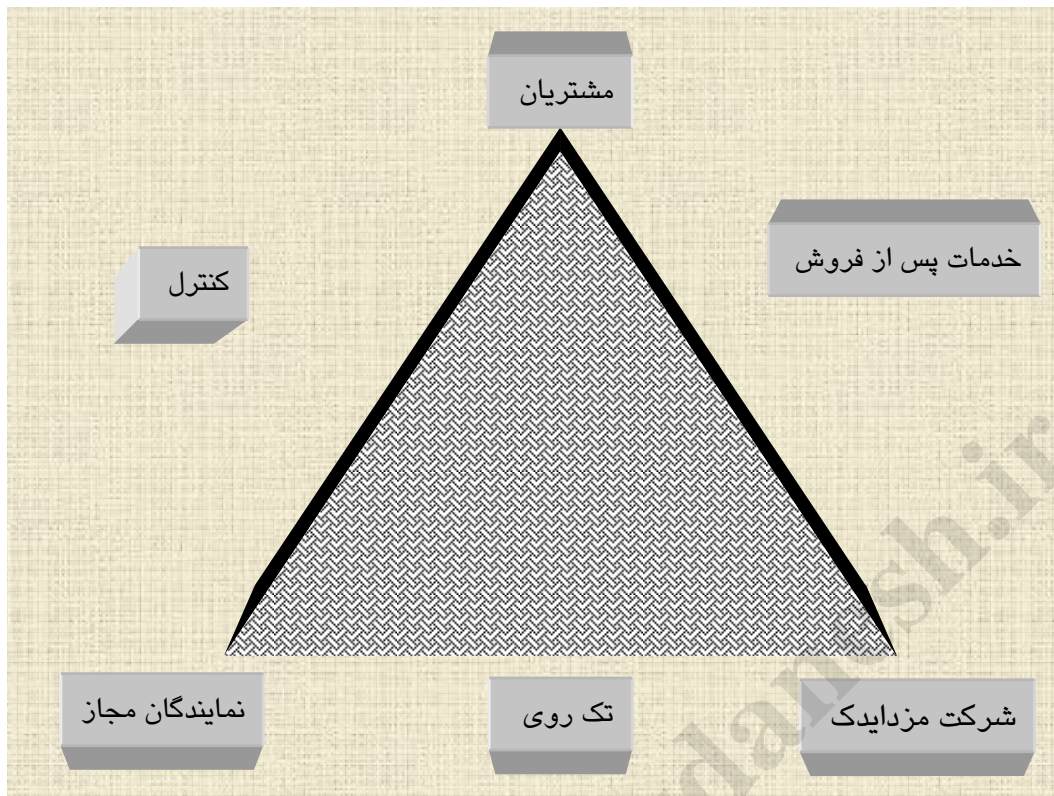 مشتریان
خدمات پس از فروش
کنترل
شرکت مزدایدک
تک روی
نمایندگان مجاز